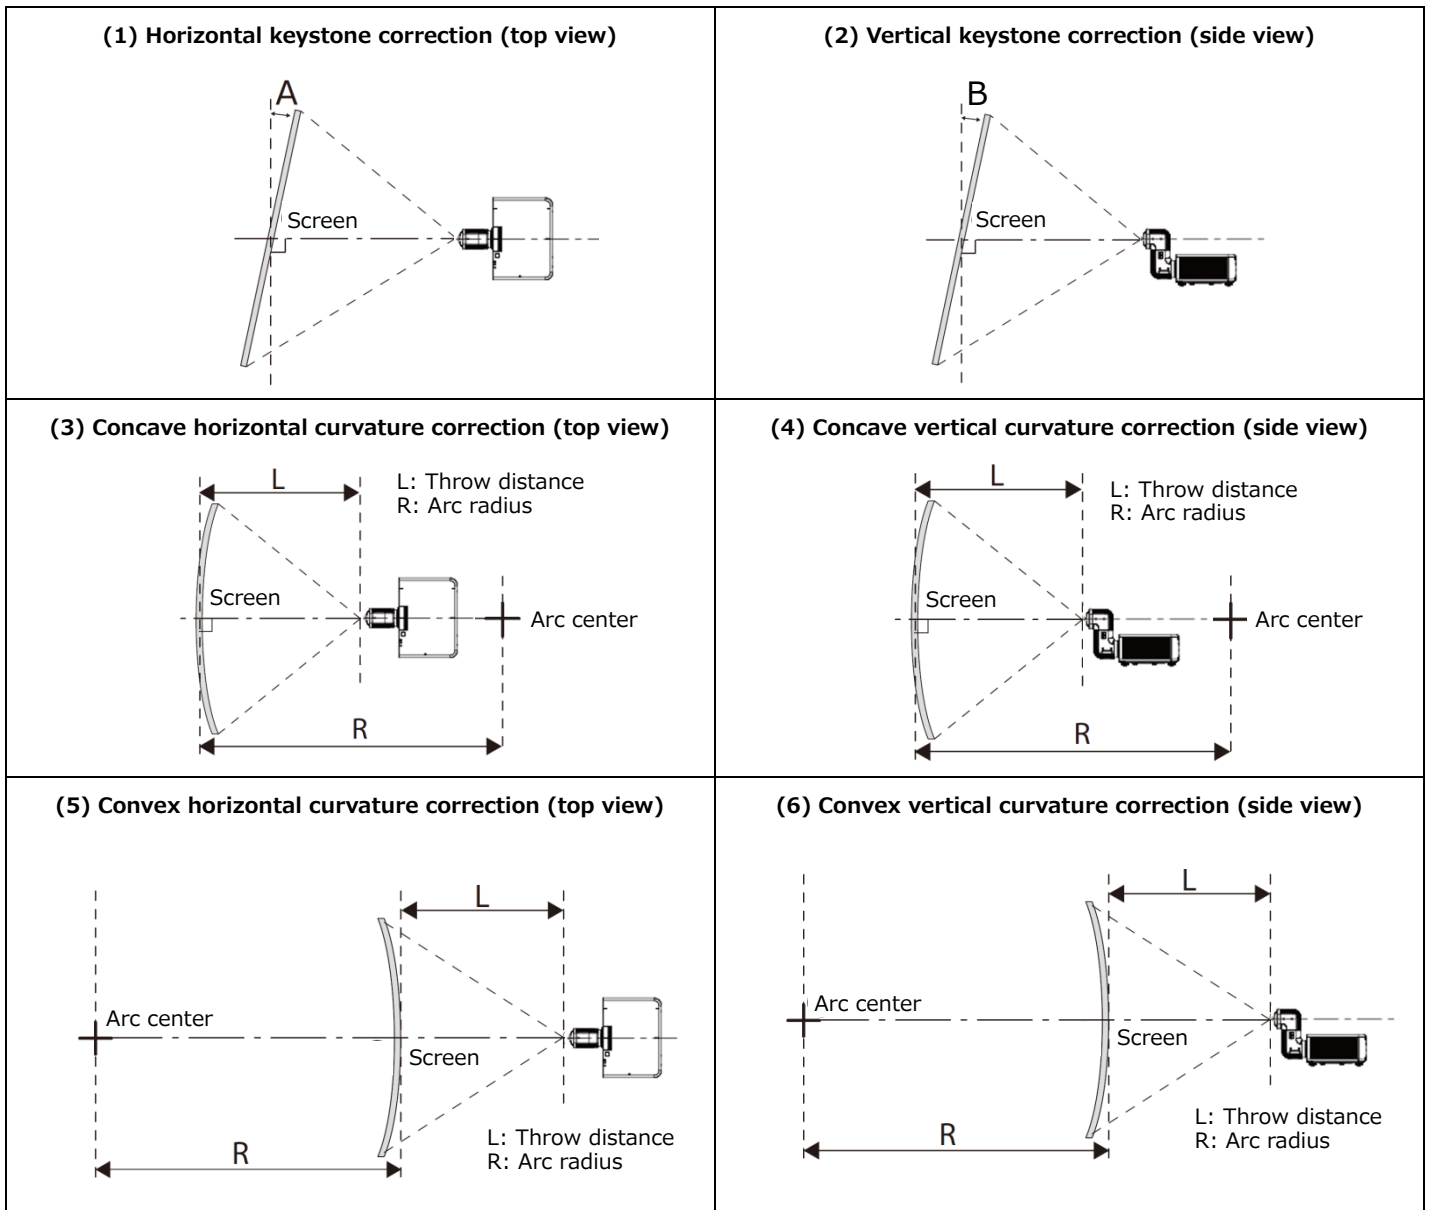 (1) Horizontal keystone correction (top view)
A
Screen
(2) Vertical keystone correction (side view)
B
Screen
(3) Concave horizontal curvature correction (top view)
L
L: Throw distance
R: Arc radius
Screen
Arc center
R
(4) Concave vertical curvature correction (side view)
L
L: Throw distance
R: Arc radius
Screen
Arc center
R
(5) Convex horizontal curvature correction (top view)
L
Arc center
Screen
R
L: Throw distance
R: Arc radius
(6) Convex vertical curvature correction (side view)
L
Arc center
Screen
R
L: Throw distance
R: Arc radius